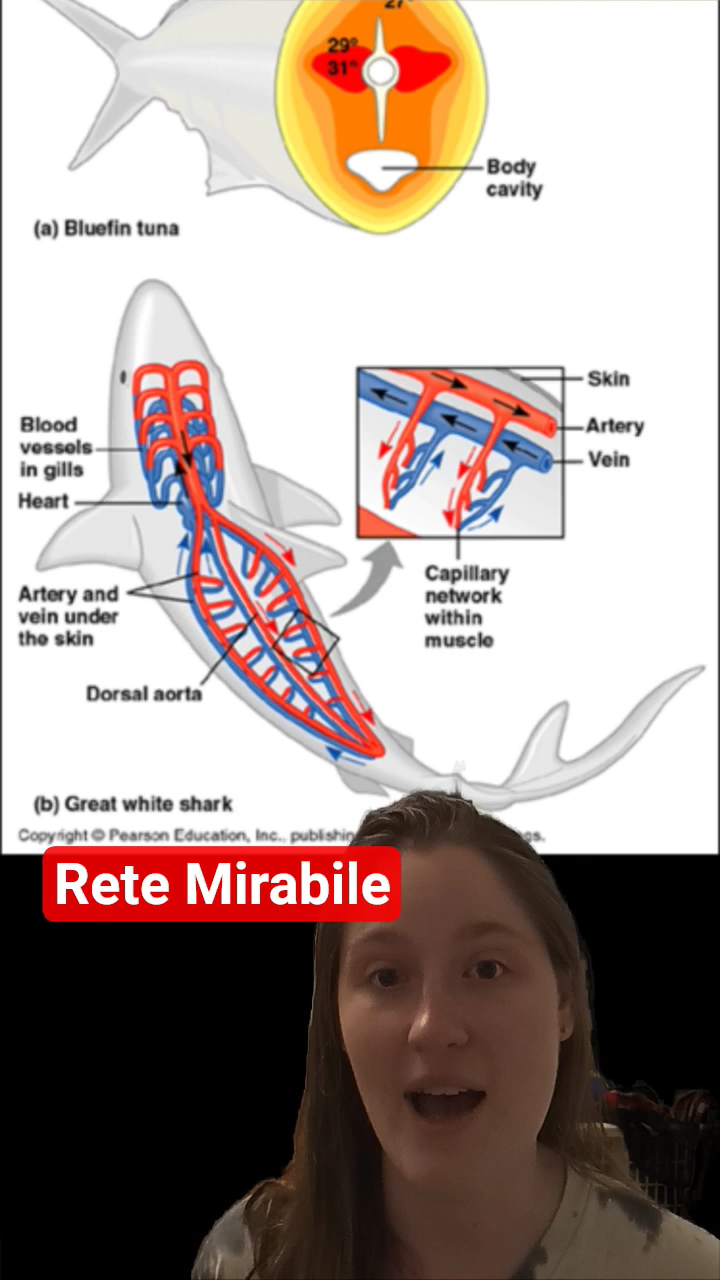 27°
29°
31°
Body
cavity
(a) Bluefin tuna
Skin
Artery
Vein
Blood
vessels
in gills
Heart
Capillary
network
within
muscle
Artery and
vein under
the skin
Dorsal aorta
(b) Great white shark
Copyright © Pearson Education, Inc., publishin
Rete Mirabile